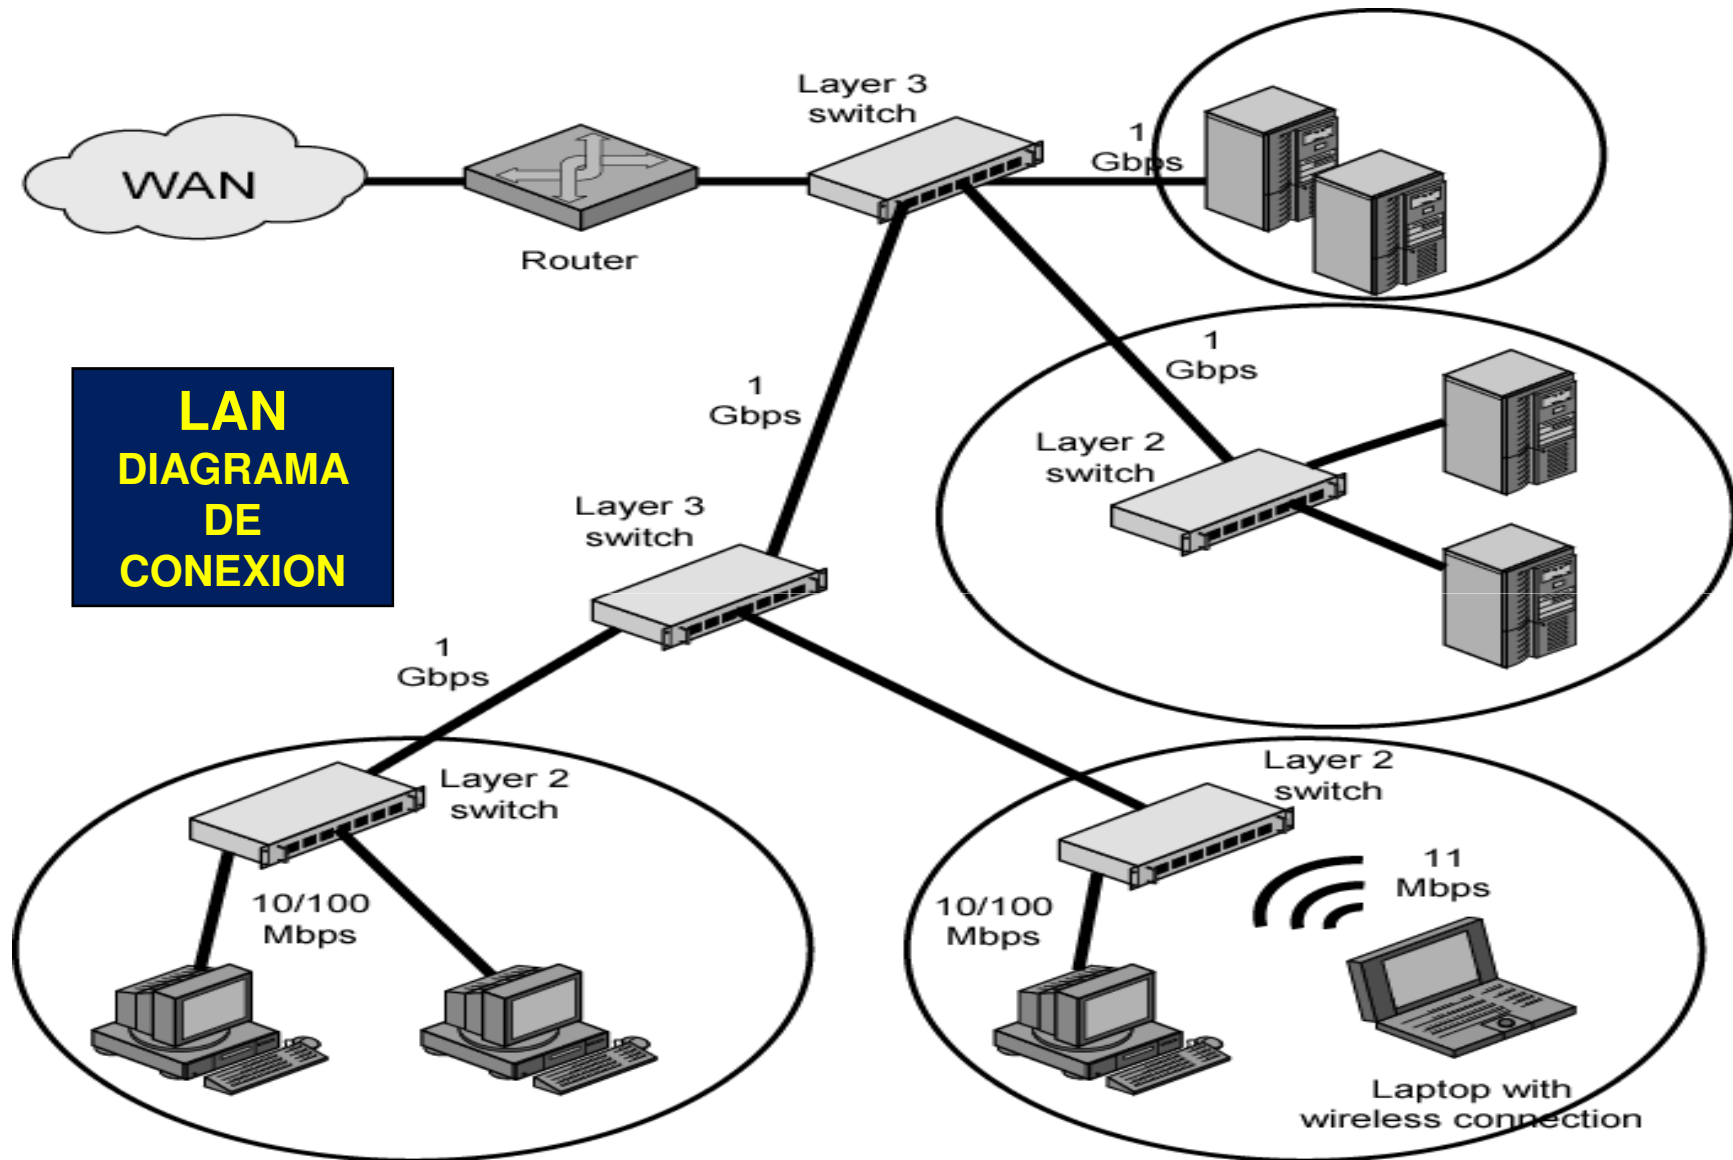 Layer 3
switch
1
Gbps
WAN
Router
1
Gbps
1
Gbps
LAN
DIAGRAMA
DE
CONEXION
Layer 2
switch
Layer 3
switch
1
Gbps
Layer 2
switch
Layer 2
switch
10/100
Mbps
10/100
Mbps
11
Mbps
Laptop with
wireless connection